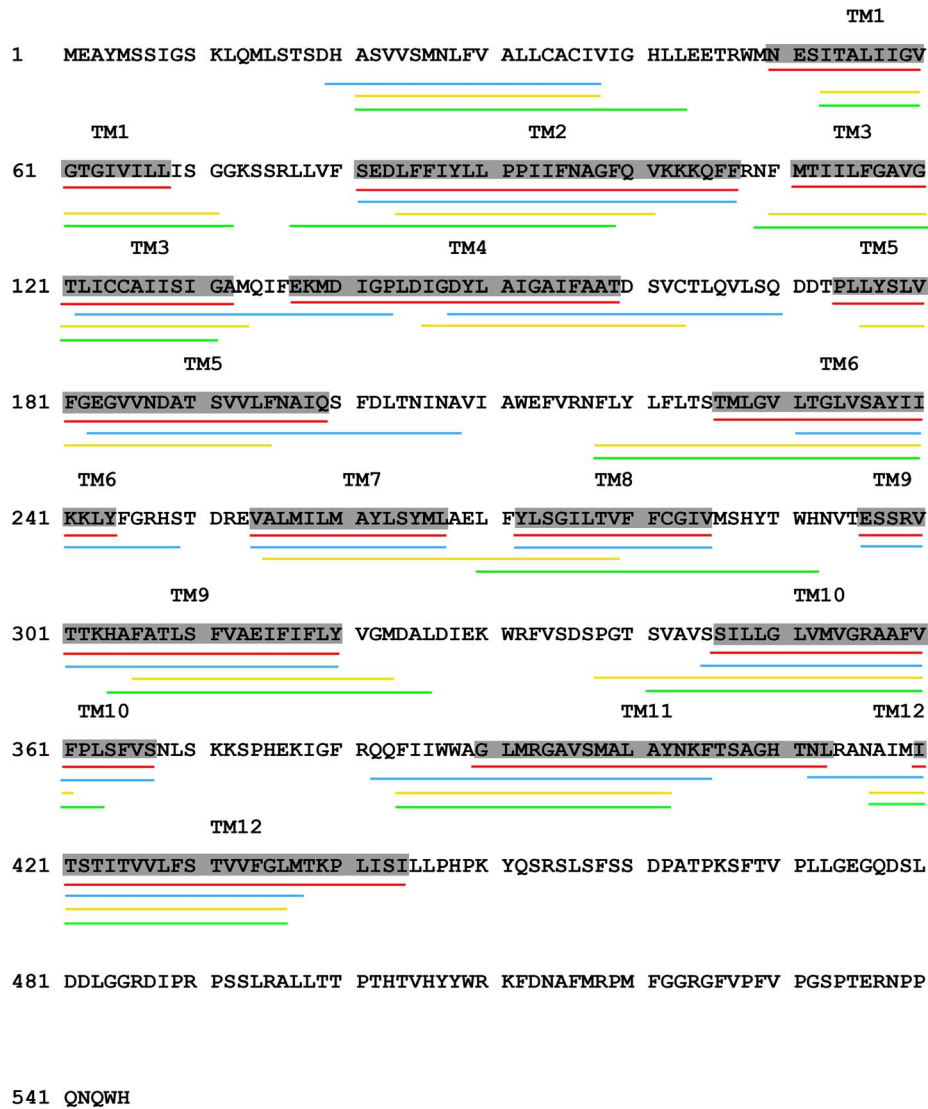 TM1
1 MEAYMSSIGS KLQMLSTSDH ASVVSMNLFV ALLCACIVIG HLLEETRWMN ESITALIIGV
TM1 TM2 TM3
61 GTGIVILLIS GGKSSRLLVF SEDLFFIYLL PPIIFNAGFQ VKKKQFFRNF MTIILFGAVG
TM3 TM4 TM5
121 TLICCAIISI GAMQIFEKMD IGPLDIGDYL AIGAIFAATD SVCTLQVLSQ DDTPLLYSLV
TM5 TM6
181 FGEGVVNDAT SVVLFNAIQS FDLTNINAVI AWEFVRNFLY LFLTSTMLGV LTGLVSAYII
TM6 TM7 TM8 TM9
241 KKLYFGRHST DREVALMILM AYLSYMLAEL FYLSGILTVF FCGIVMSHYT WHNVTESSRV
TM9 TM10
301 TTKHAFATLS FVAEIFIFLY VGMDALDIEK WRFVSDSPGT SVAVSSILLG LVMVGRAAFV
TM10 TM11 TM12
361 FPLSFVSNLS KKSPHEKIGF RQQFIIWWAG LMRGAVSMAL AYNKFTSAGH TNLRANAIMI
TM12
421 TSTITVVLFS TVVFGLMTKP LISILLPHPK YQSRSLSFSS DPATPKSFTV PLLGEGQDSL
481 DDLGGRDIPR PSSLRALLTT PTHTVHYYWR KFDNAFMRPM FGGRGFVPFV PGSPTERNPP
541 QNQWH